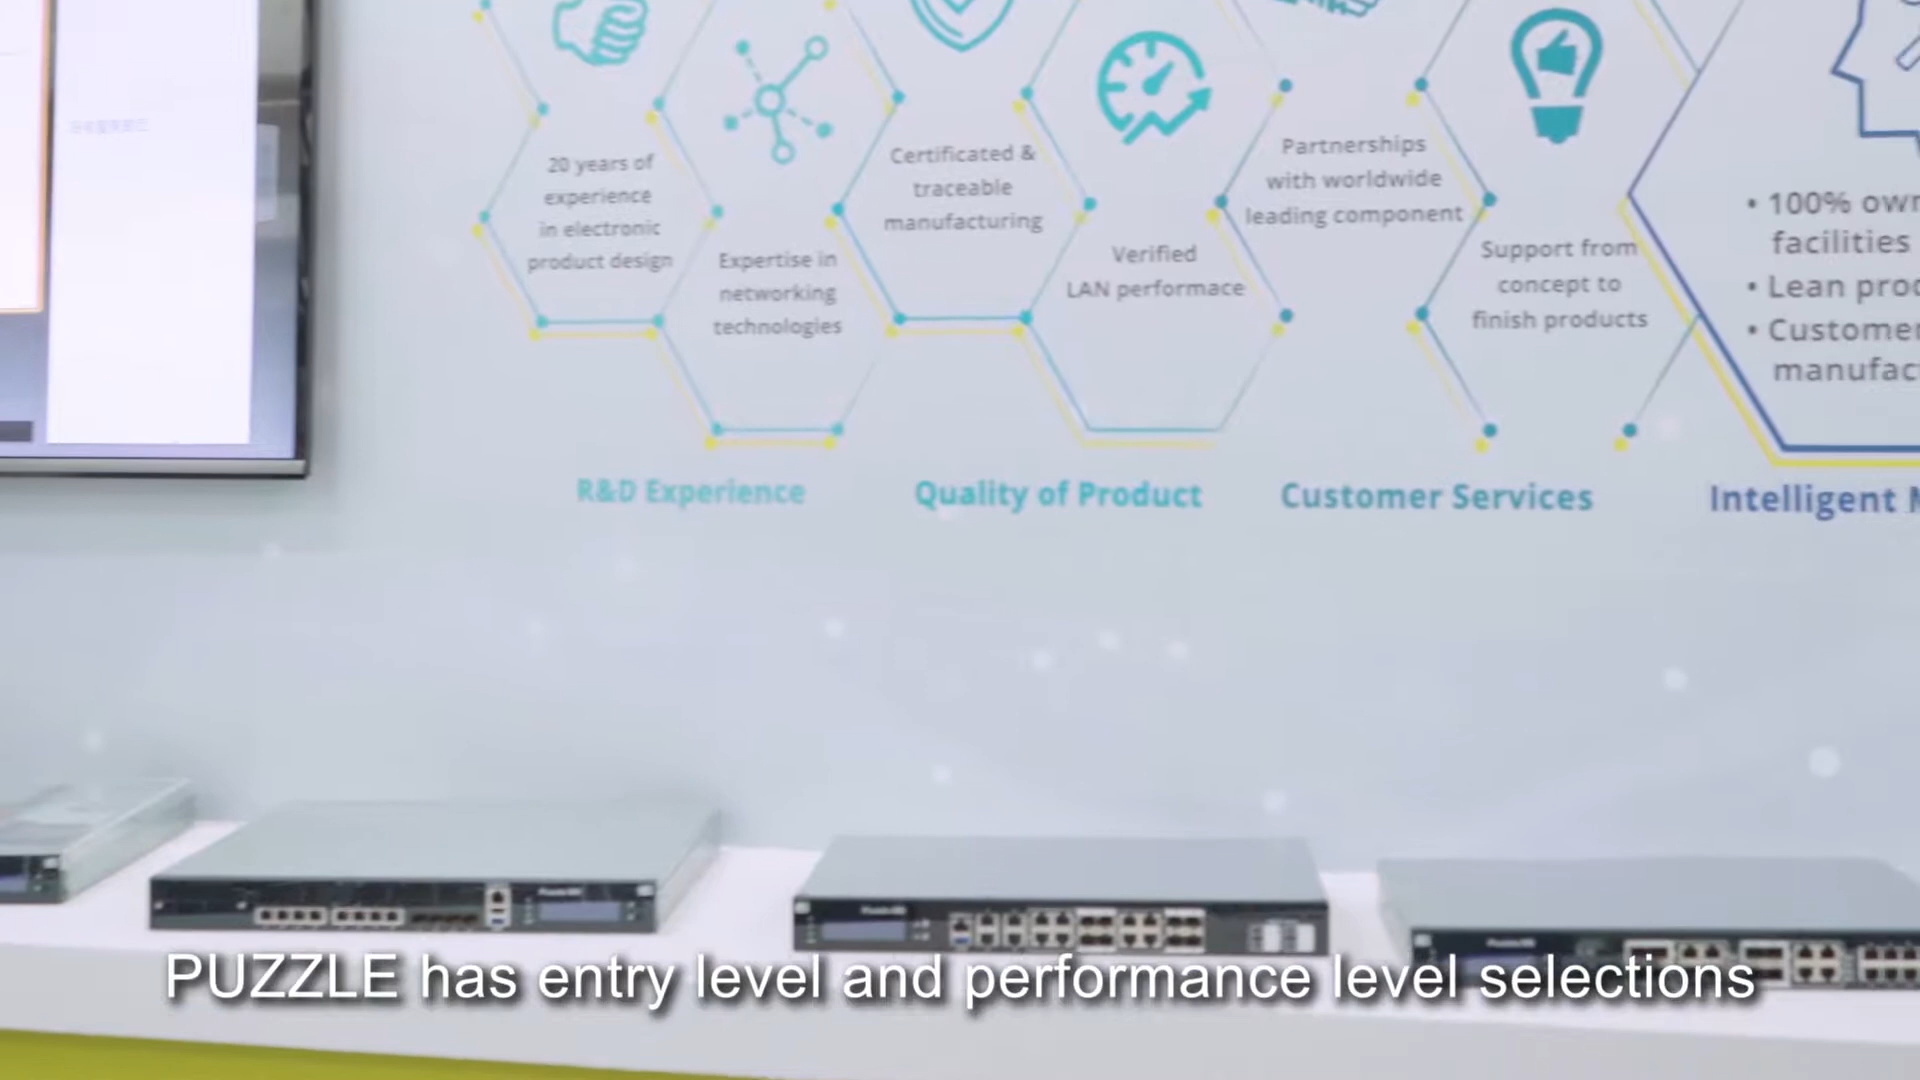 20 years of
experience
in electronic
product design
Expertise in
networking
technologies
Certificated &
traceable
manufacturing
Verified
LAN performace
Partnerships
with worldwide
leading component
Support from
concept to
finish products
• 100% own
facilities
• Lean proc
• Customer
manufac
R&D Experience
Quality of Product
Customer Services
Intelligent M
PUZZLE has entry level and performance level selections